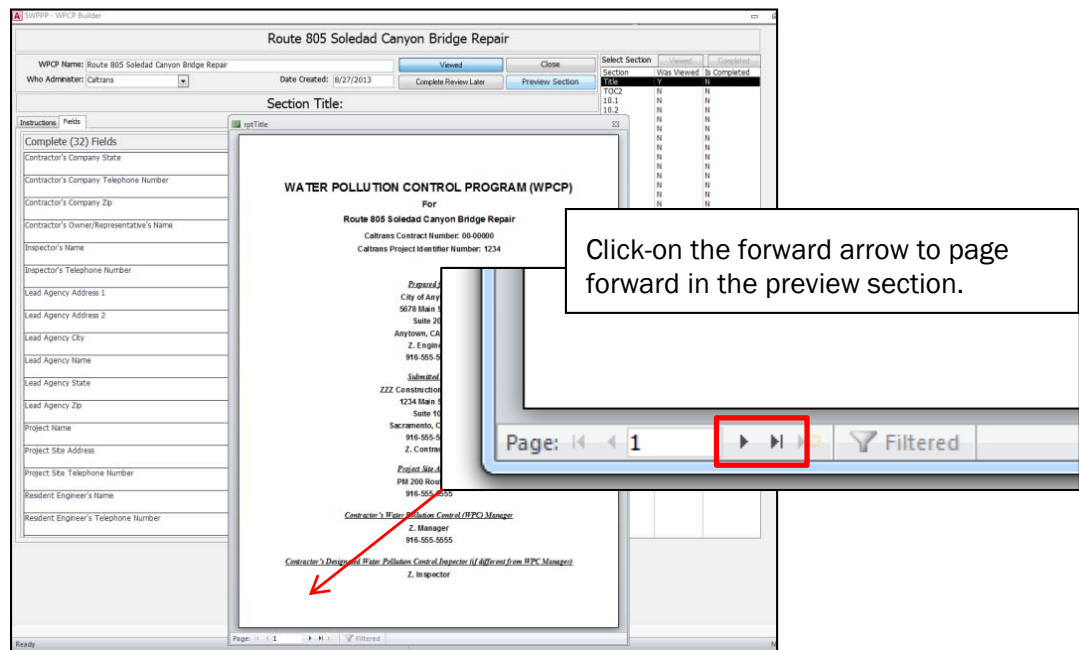 SWPPP - WPCP Builder
Route 805 Soledad Canyon Bridge Repair
WPCP Name: Route 805 Soledad Canyon Bridge Repair
Viewed
Close
Who Administer: Caltrans
Date Created: 8/27/2013
Complete Review Later
Preview Section
Section Title:
Select Section
Viewed
Completed
Section
Was Viewed
Is Completed
Title Y N
TOC2 N N
10.1 N N
10.2 N N
N N
N N
N N
N N
N N
N N
N N
N N
N N
N N
Instructions
Fields
Complete (32) Fields
Contractor's Company State
Contractor's Company Telephone Number
Contractor's Company Zip
Contractor's Owner/Representative's Name
Inspector's Name
Inspector's Telephone Number
Lead Agency Address 1
Lead Agency Address 2
Lead Agency City
Lead Agency Name
Lead Agency State
Lead Agency Zip
Project Name
Project Site Address
Project Site Telephone Number
Resident Engineer's Name
Resident Engineer's Telephone Number
rptTitle
WATER POLLUTION CONTROL PROGRAM (WPCP)
For
Route 805 Soledad Canyon Bridge Repair
Caltrans Contract Number: 00-00000
Caltrans Project Identifier Number: 1234
Prepared
City of Any
5678 Main
Suite 20
Anytown, CA
Z. Engin
916-555-5
Submitted
ZZZ Construction
1234 Main
Suite 10
Sacramento, C
916-555-5
Z. Contra
Project Site
PM 200 Rou
916-555-5555
Contractor's Water Pollution Control (WPC) Manager
Z. Manager
916-555-5555
Contractor's Designated Water Pollution Control Inspector (if different from WPC Manager)
Z. Inspector
Page: 1
Filtered
Ready
Click-on the forward arrow to page
forward in the preview section.
Page: 1
Filtered